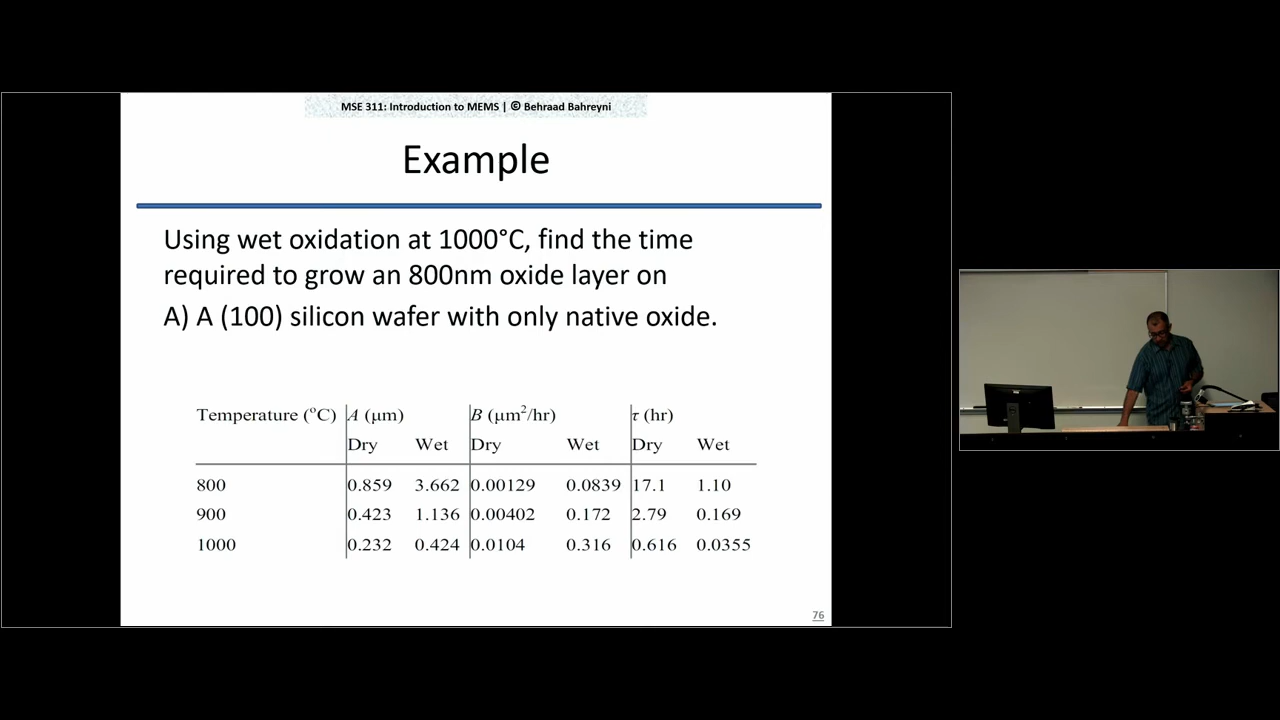 MSE 311: Introduction to MEMS | © Behraad Bahreyni
Example
Using wet oxidation at 1000°C, find the time
required to grow an 800nm oxide layer on
A) A (100) silicon wafer with only native oxide.
Temperature (°C) A (μm) B (μm²/hr) τ (hr)
Dry Wet Dry Wet Dry Wet
800 0.859 3.662 0.00129 0.0839 17.1 1.10
900 0.423 1.136 0.00402 0.172 2.79 0.169
1000 0.232 0.424 0.0104 0.316 0.616 0.0355
76